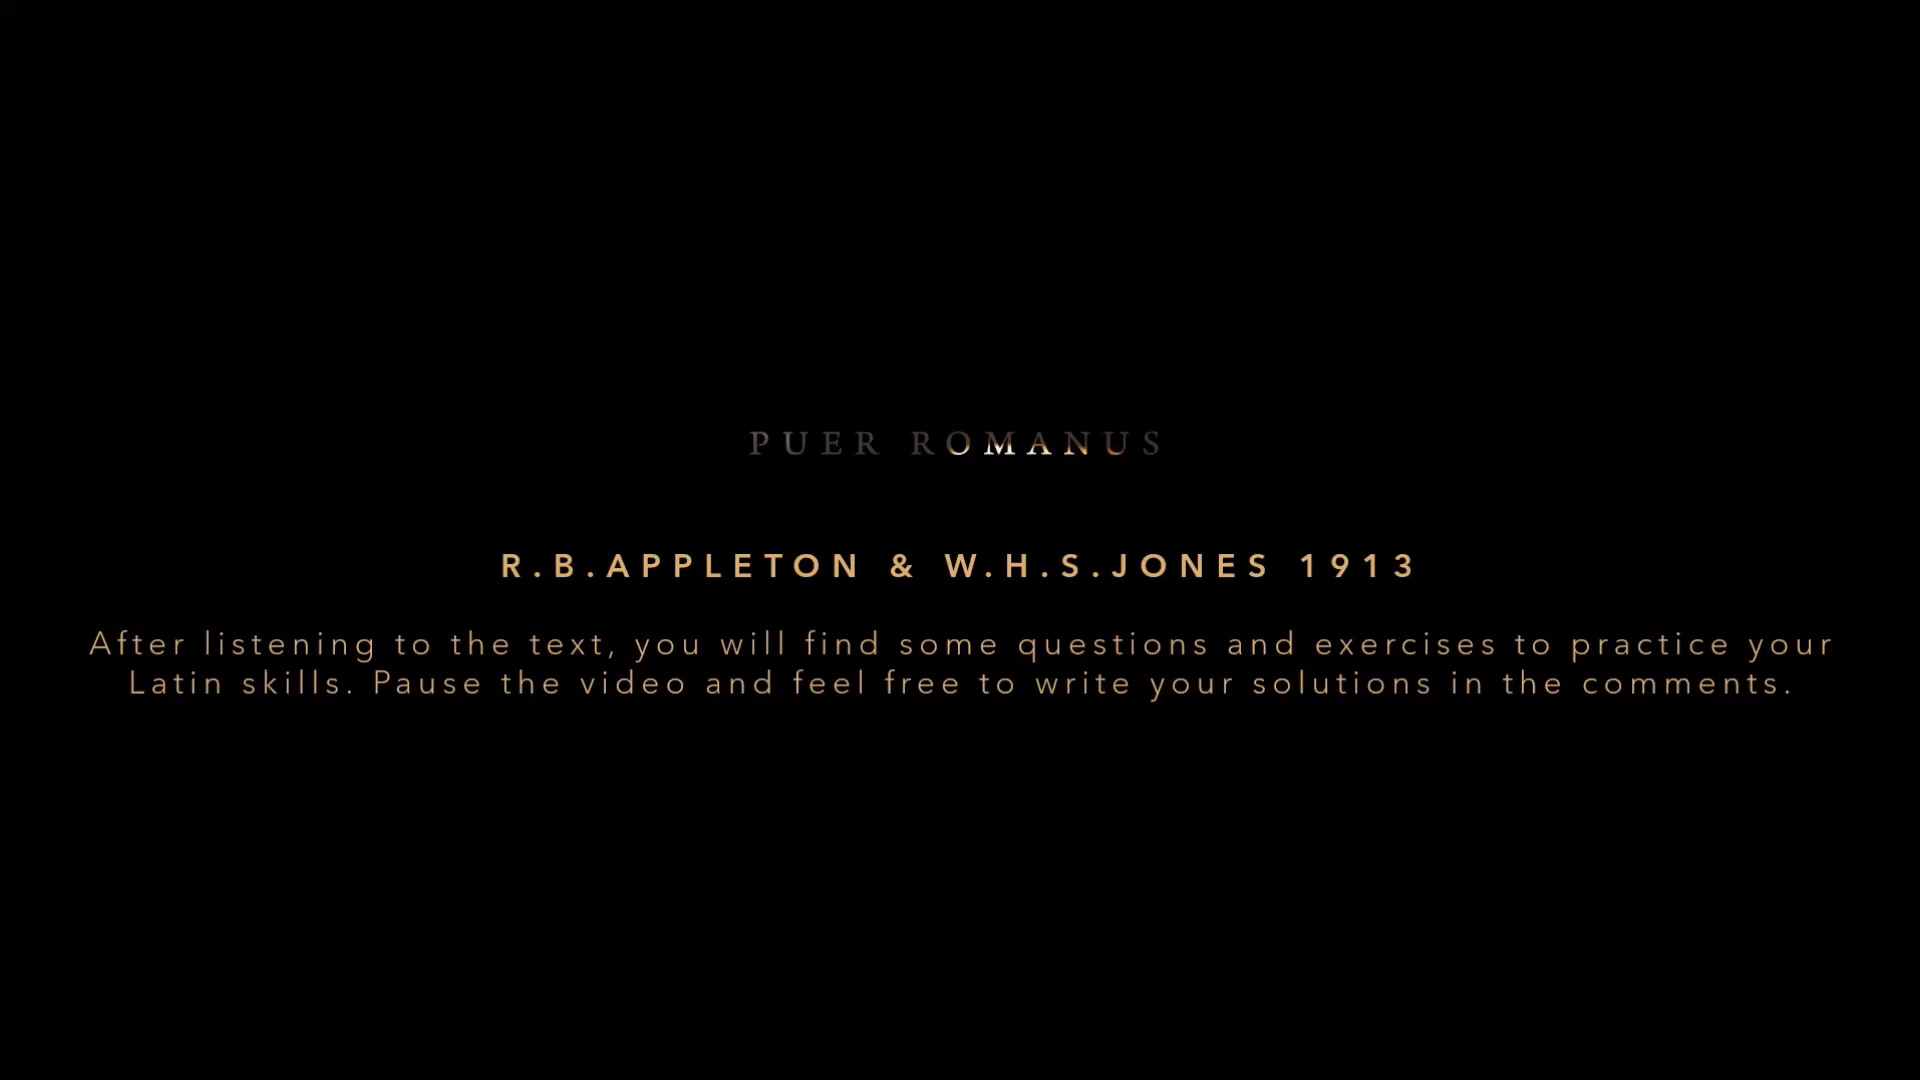 PUER ROMANUS
R.B.APPLETON & W.H.S.JONES 1913
After listening to the text, you will find some questions and exercises to practice your
Latin skills. Pause the video and feel free to write your solutions in the comments.